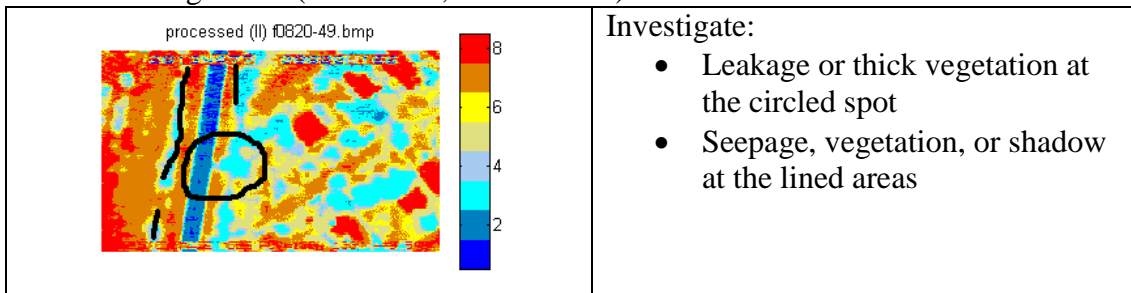 processed (II) f0820-49.bmp
8
6
4
2
Investigate:
• Leakage or thick vegetation at
the circled spot
• Seepage, vegetation, or shadow
at the lined areas